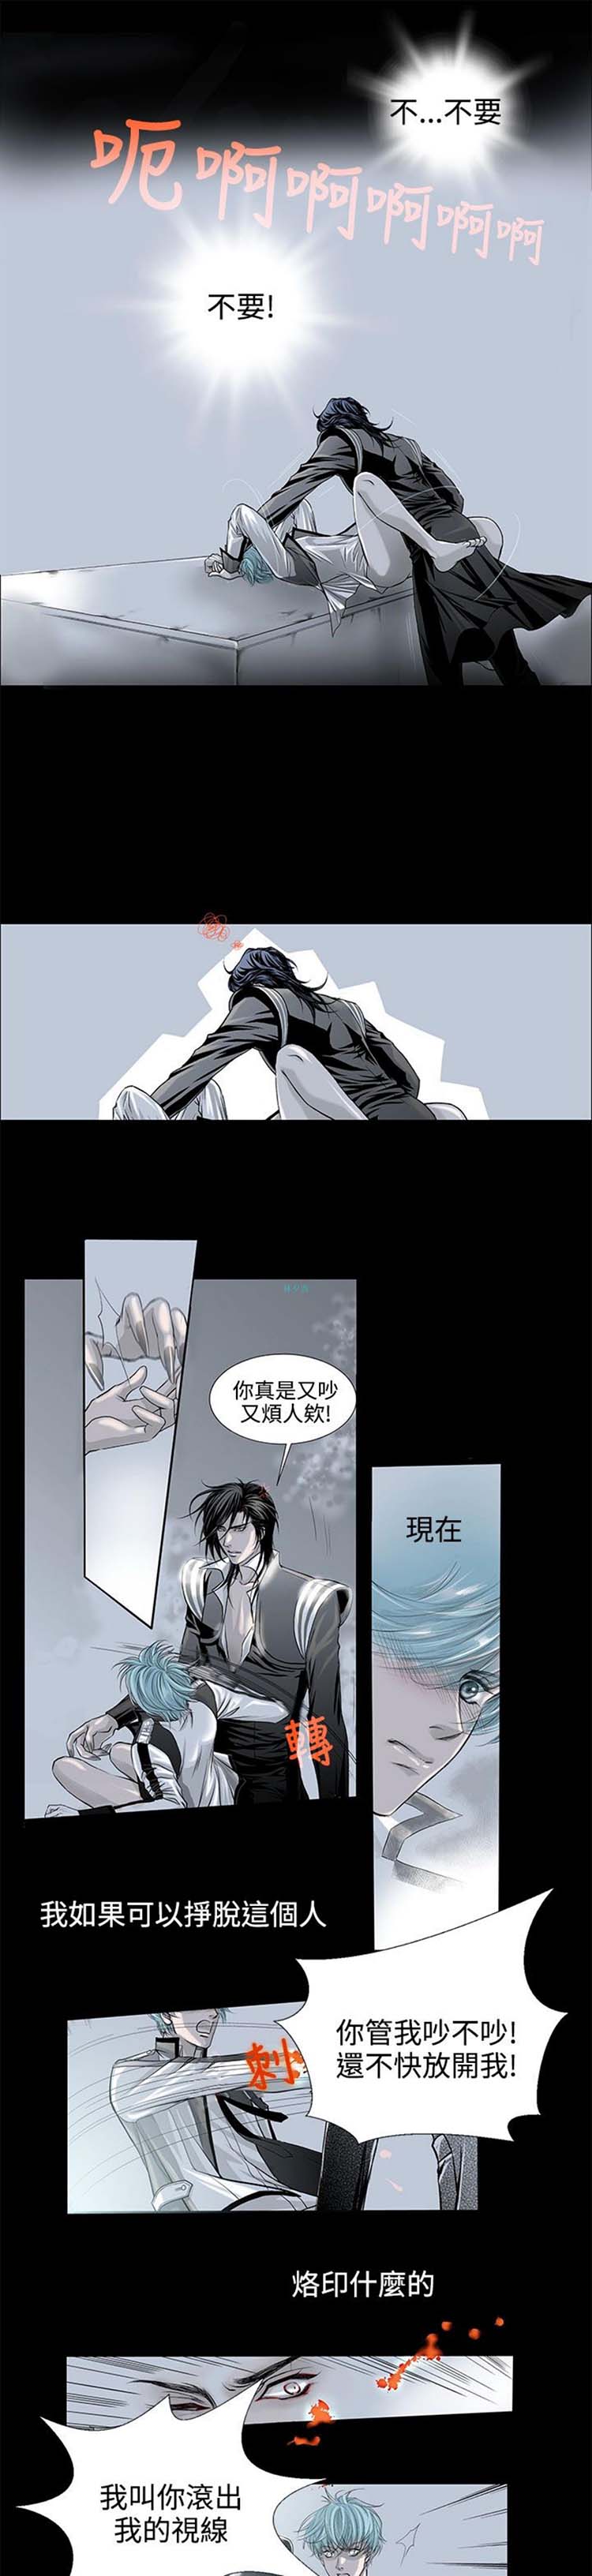 不...不要
呃啊啊啊啊啊
不要!
你真是又吵
又煩人欸!
現在
轉
我如果可以掙脫這個人
你管我吵不吵!
還不快放開我!
刺
烙印什麼的
我叫你滾出
我的視線